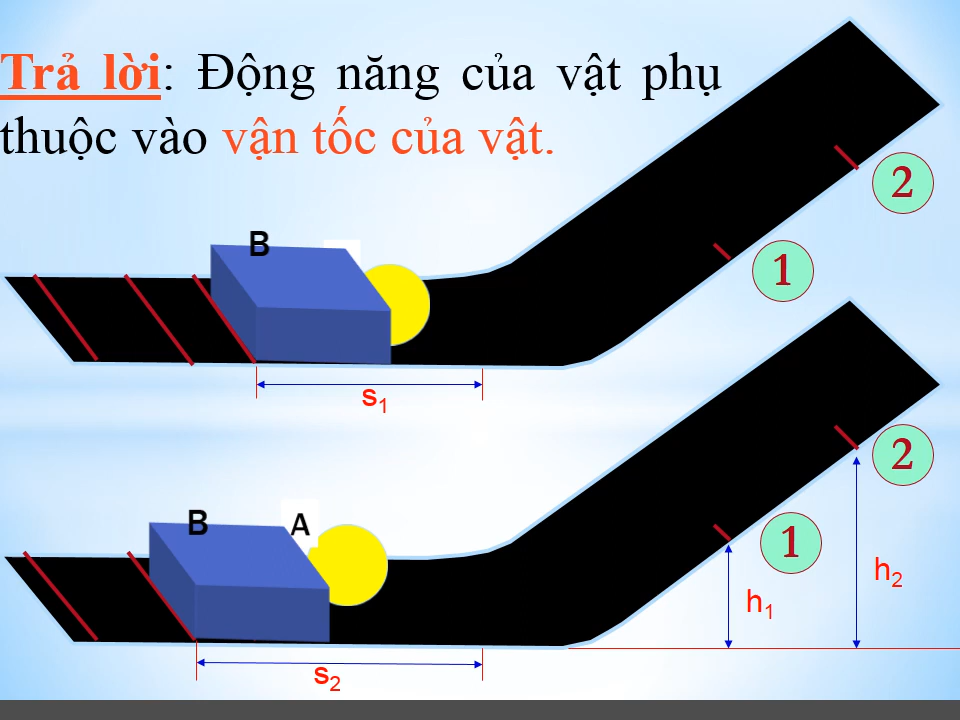 Trả lời: Động năng của vật phụ
thuộc vào vận tốc của vật.
2
B
1
s₁
2
B
A
1
h₂
h₁
s₂